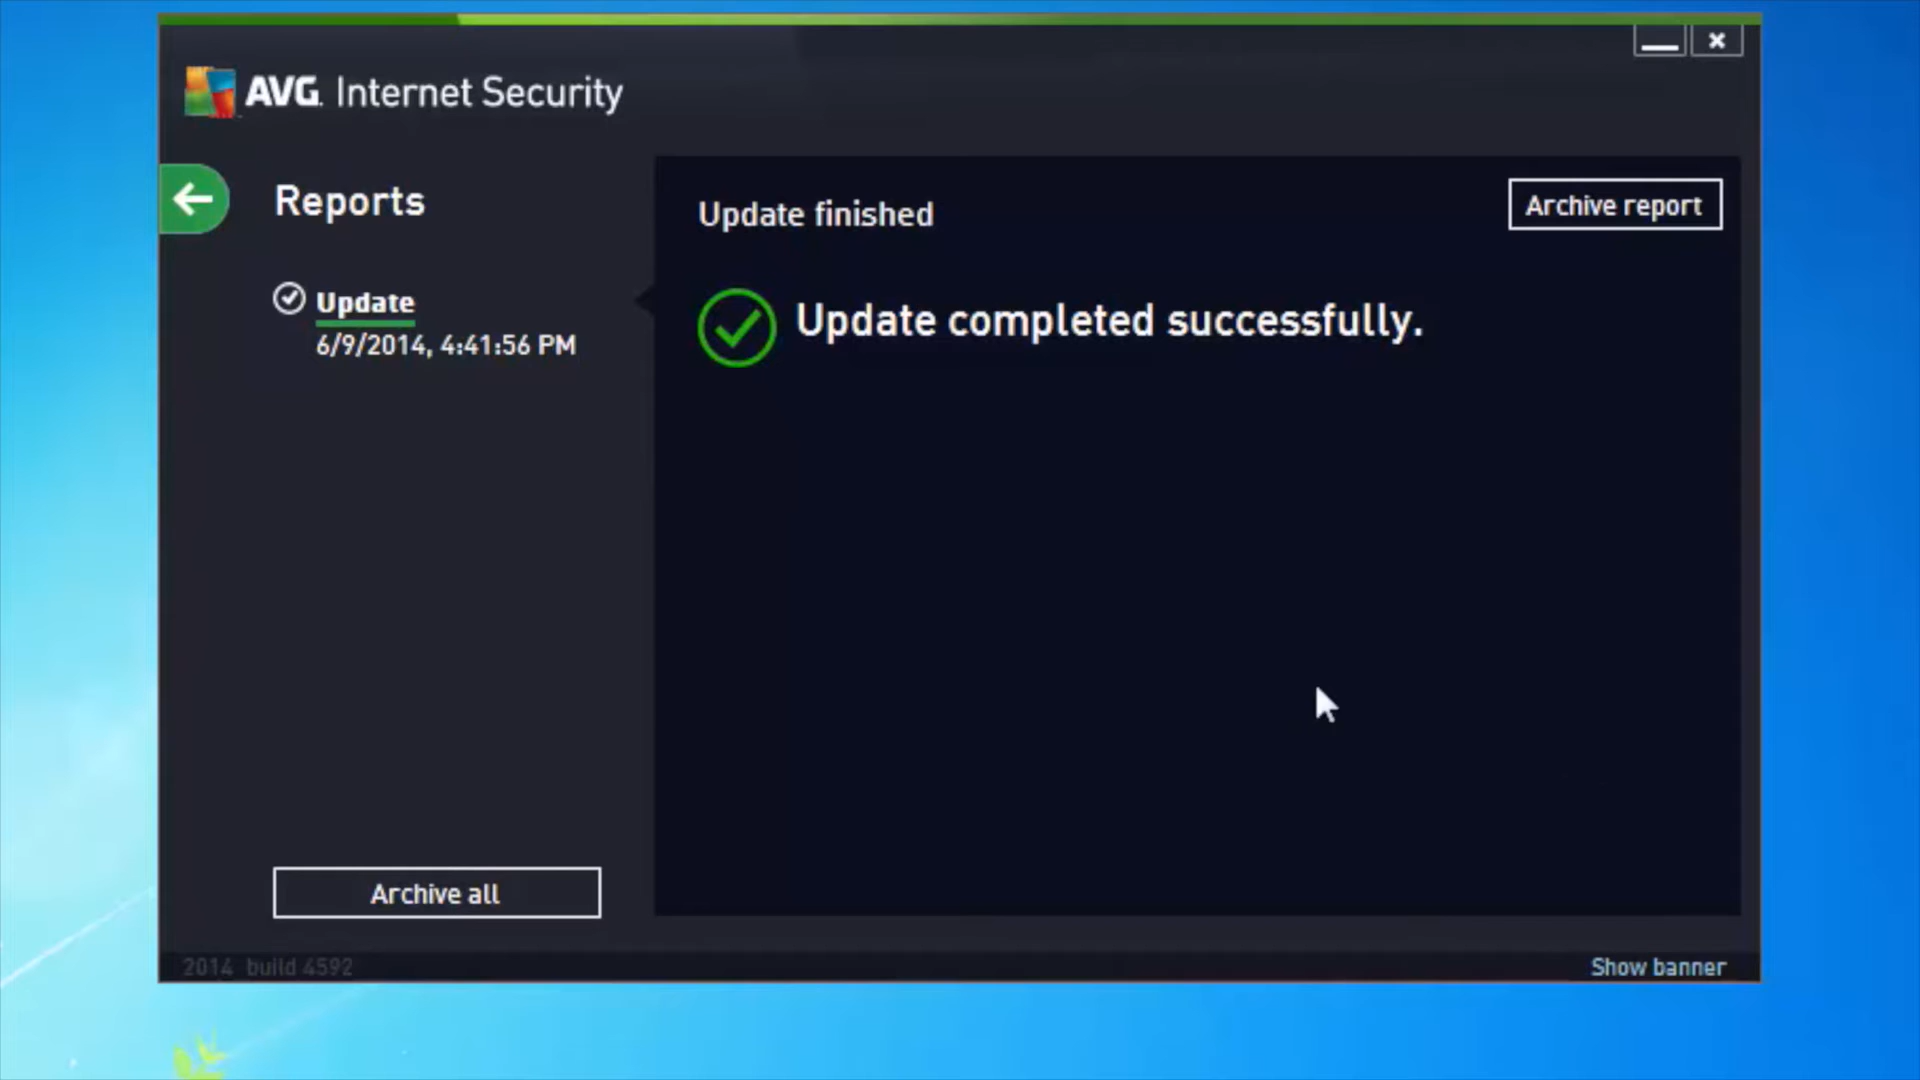 AVG. Internet Security
Reports
Update
6/9/2014, 4:41:56 PM
Archive all
Update finished
Archive report
Update completed successfully.
2014 build 4592
Show banner